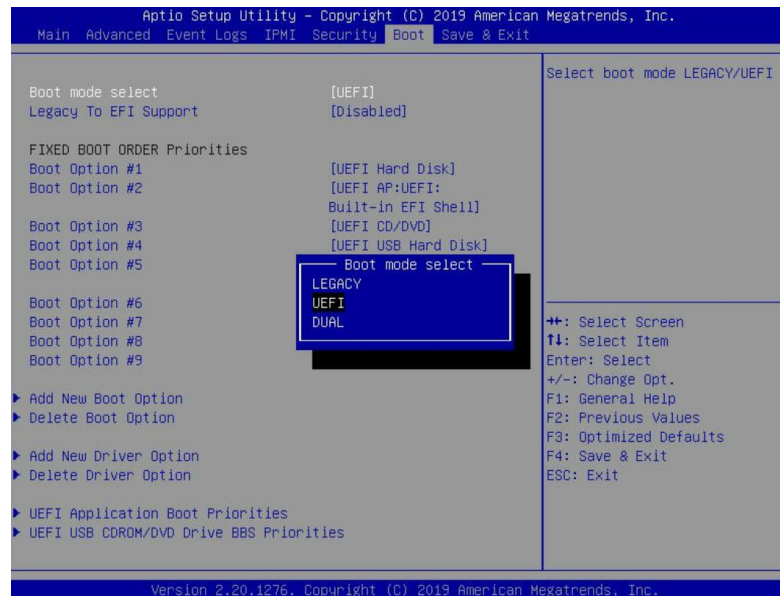 Aptio Setup Utility – Copyright (C) 2019 American Megatrends, Inc.
Main Advanced Event Logs IPMI Security Boot Save & Exit
Boot mode select [UEFI]
Legacy To EFI Support [Disabled]
FIXED BOOT ORDER Priorities
Boot Option #1 [UEFI Hard Disk]
Boot Option #2 [UEFI AP:UEFI:
Built-in EFI Shell]
Boot Option #3 [UEFI CD/DVD]
Boot Option #4 [UEFI USB Hard Disk]
Boot Option #5
Boot Option #6
Boot Option #7
Boot Option #8
Boot Option #9
Boot mode select
LEGACY
UEFI
DUAL
Add New Boot Option
Delete Boot Option
Add New Driver Option
Delete Driver Option
UEFI Application Boot Priorities
UEFI USB CDROM/DVD Drive BBS Priorities
Select boot mode LEGACY/UEFI
→←: Select Screen
↑↓: Select Item
Enter: Select
+/-: Change Opt.
F1: General Help
F2: Previous Values
F3: Optimized Defaults
F4: Save & Exit
ESC: Exit
Version 2.20.1276. Copyright (C) 2019 American Megatrends, Inc.